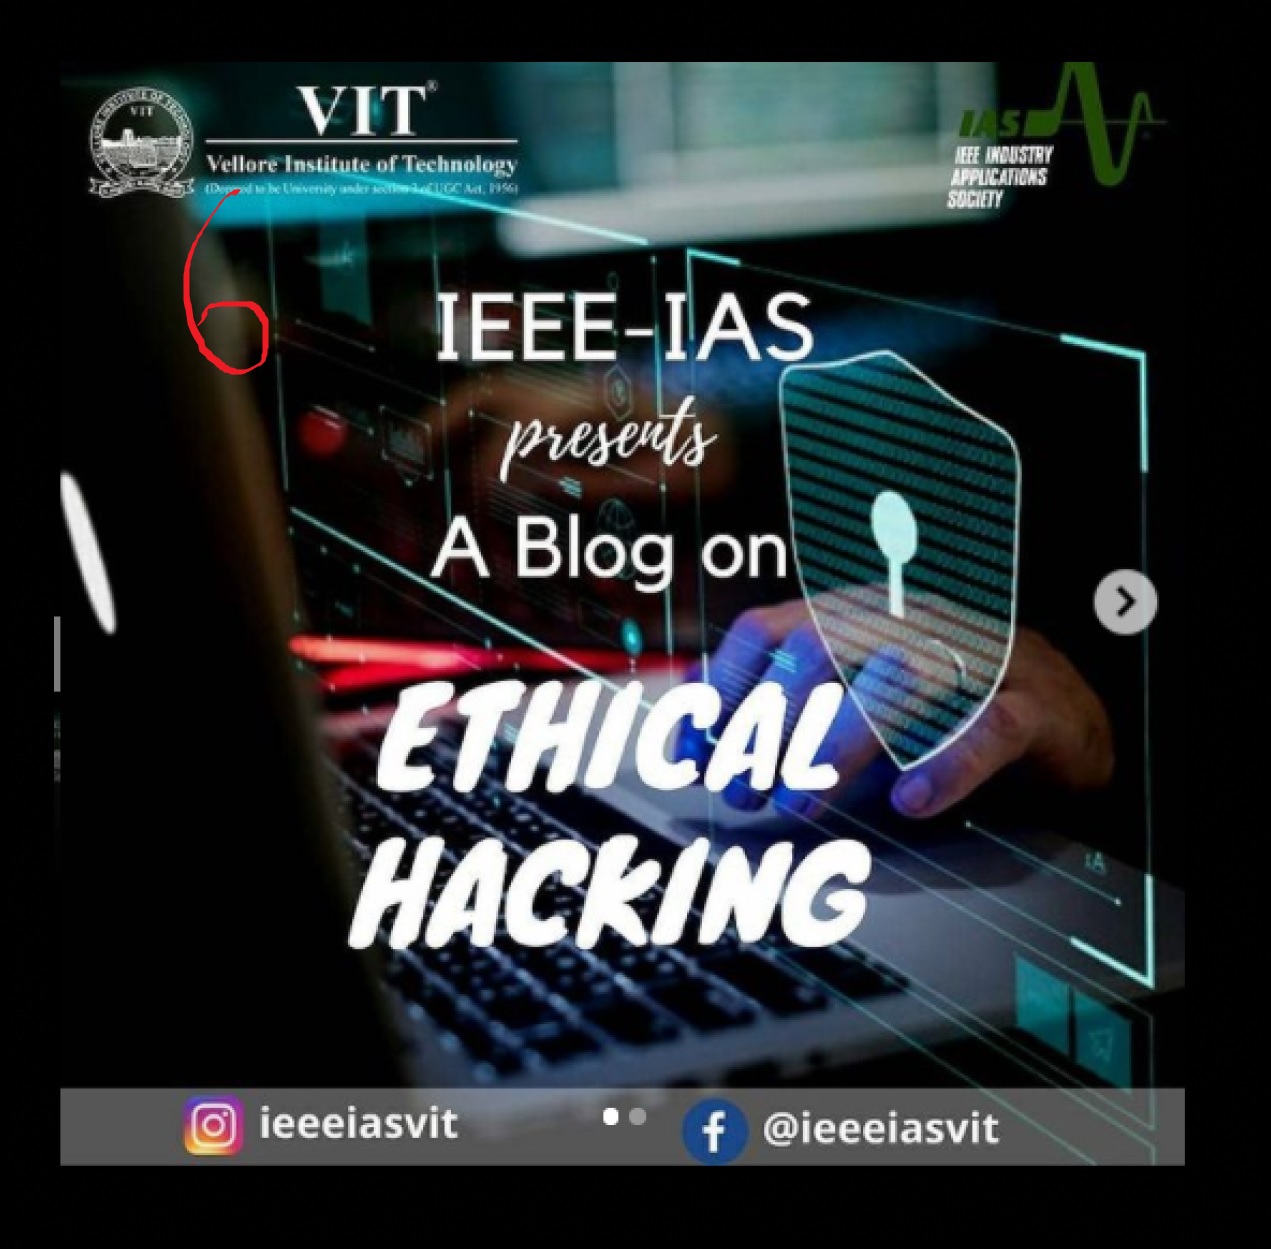 VIT®
Vellore Institute of Technology
(Deemed to be University under section 3 of UGC Act, 1956)
VIT
IAS
IEEE INDUSTRY
APPLICATIONS
SOCIETY
6
IEEE-IAS
presents
A Blog on
ETHICAL
HACKING
ieeeiasvit
@ieeeiasvit